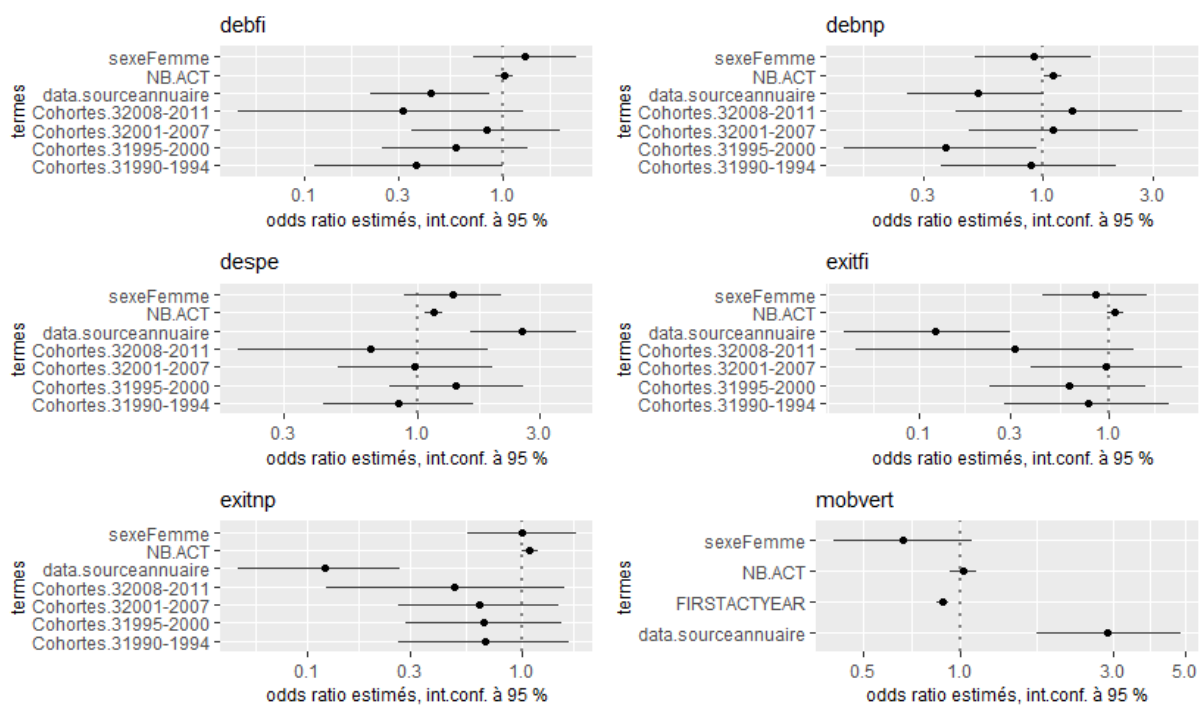 debfi
termes
sexeFemme
NB.ACT
data.sourceannuaire
Cohortes.32008-2011
Cohortes.32001-2007
Cohortes.31995-2000
Cohortes.31990-1994
0.1 0.3 1.0
odds ratio estimés, int.conf. à 95 %
debnp
termes
sexeFemme
NB.ACT
data.sourceannuaire
Cohortes.32008-2011
Cohortes.32001-2007
Cohortes.31995-2000
Cohortes.31990-1994
0.3 1.0 3.0
odds ratio estimés, int.conf. à 95 %
despe
termes
sexeFemme
NB.ACT
data.sourceannuaire
Cohortes.32008-2011
Cohortes.32001-2007
Cohortes.31995-2000
Cohortes.31990-1994
0.3 1.0 3.0
odds ratio estimés, int.conf. à 95 %
exitfi
termes
sexeFemme
NB.ACT
data.sourceannuaire
Cohortes.32008-2011
Cohortes.32001-2007
Cohortes.31995-2000
Cohortes.31990-1994
0.1 0.3 1.0
odds ratio estimés, int.conf. à 95 %
exitnp
termes
sexeFemme
NB.ACT
data.sourceannuaire
Cohortes.32008-2011
Cohortes.32001-2007
Cohortes.31995-2000
Cohortes.31990-1994
0.1 0.3 1.0
odds ratio estimés, int.conf. à 95 %
mobvert
termes
sexeFemme
NB.ACT
FIRSTACTYEAR
data.sourceannuaire
0.5 1.0 3.0 5.0
odds ratio estimés, int.conf. à 95 %